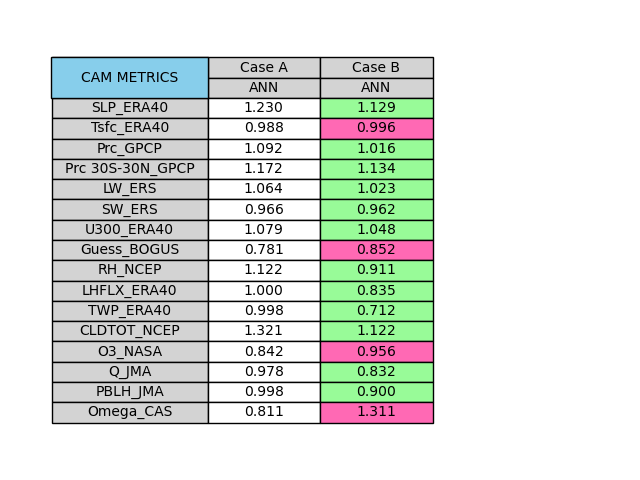 CAM METRICS Case A Case B
ANN ANN
SLP_ERA40 1.230 1.129
Tsfc_ERA40 0.988 0.996
Prc_GPCP 1.092 1.016
Prc 30S-30N_GPCP 1.172 1.134
LW_ERS 1.064 1.023
SW_ERS 0.966 0.962
U300_ERA40 1.079 1.048
Guess_BOGUS 0.781 0.852
RH_NCEP 1.122 0.911
LHFLX_ERA40 1.000 0.835
TWP_ERA40 0.998 0.712
CLDTOT_NCEP 1.321 1.122
O3_NASA 0.842 0.956
Q_JMA 0.978 0.832
PBLH_JMA 0.998 0.900
Omega_CAS 0.811 1.311